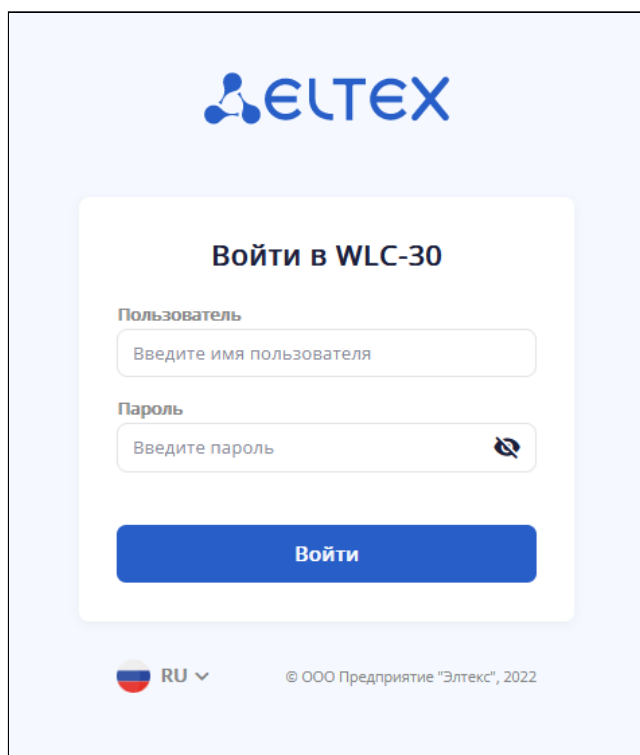 ELTEX
Войти в WLC-30
Пользователь
Введите имя пользователя
Пароль
Введите пароль
Войти
RU
© ООО Предприятие "Элтекс", 2022